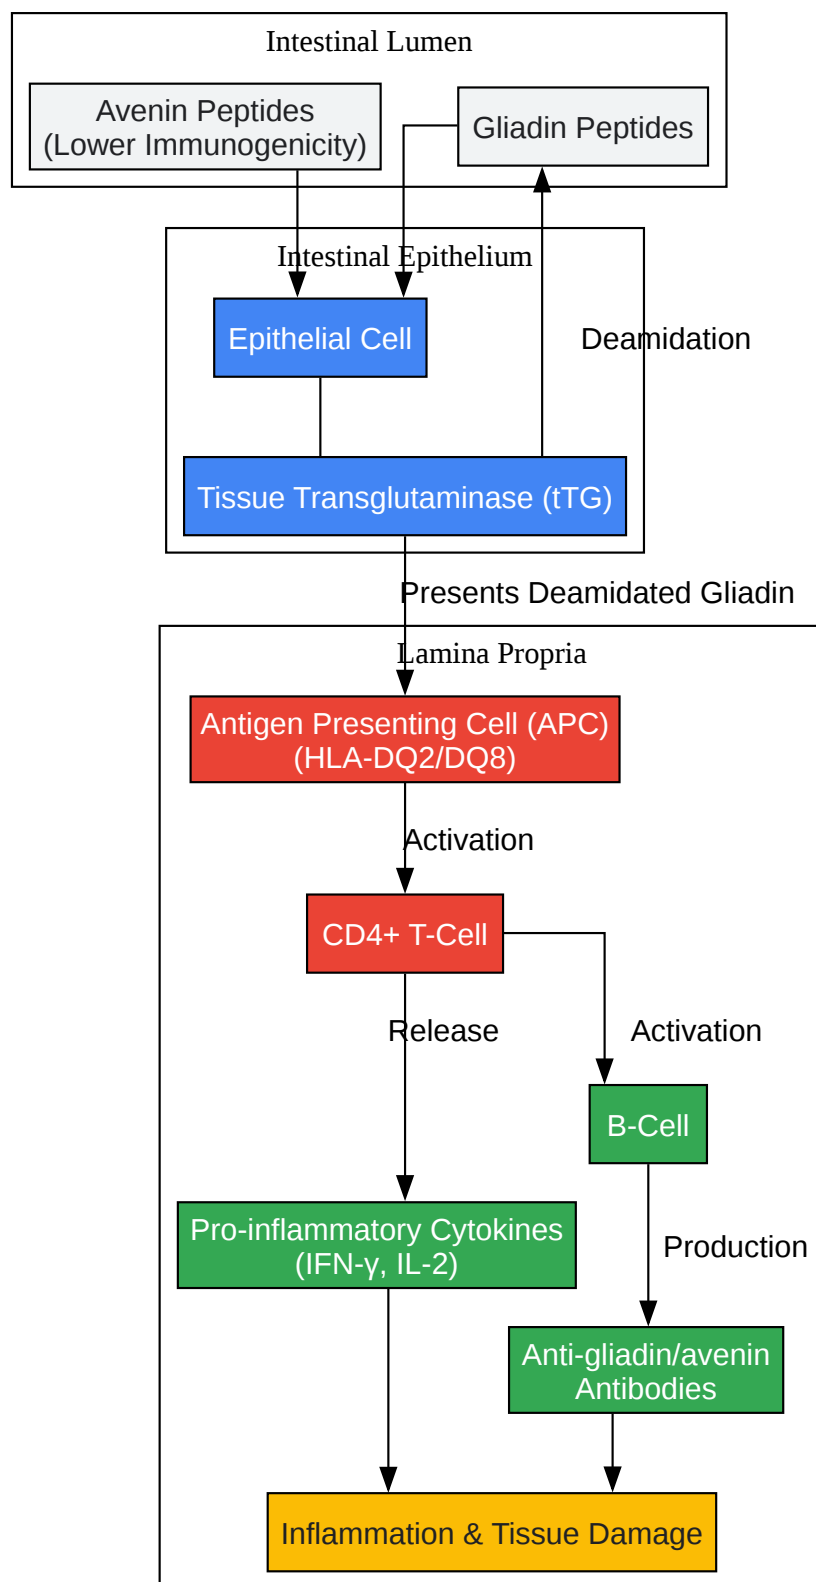 Intestinal Lumen
Avenin Peptides
(Lower Immunogenicity)
Gliadin Peptides
Intestinal Epithelium
Epithelial Cell
Deamidation
Tissue Transglutaminase (tTG)
Presents Deamidated Gliadin
Lamina Propria
Antigen Presenting Cell (APC)
(HLA-DQ2/DQ8)
Activation
CD4+ T-Cell
Release
Activation
B-Cell
Pro-inflammatory Cytokines
(IFN-γ, IL-2)
Production
Anti-gliadin/avenin
Antibodies
Inflammation & Tissue Damage